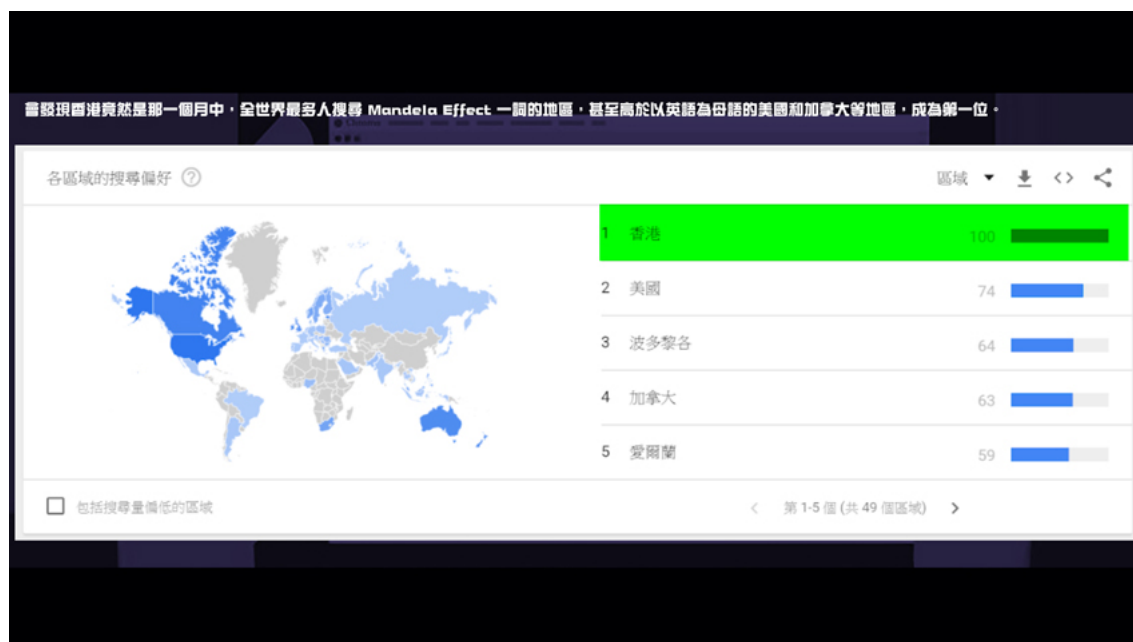 會發現香港竟然是那一個月中，全世界最多人搜尋 Mandela Effect 一詞的地區，甚至高於以英語為母語的美國和加拿大等地區，成為第一位。
各區域的搜尋偏好
區域
1 香港 100
2 美國 74
3 波多黎各 64
4 加拿大 63
5 愛爾蘭 59
包括搜尋量偏低的區域
第 1-5 個 (共 49 個區域)